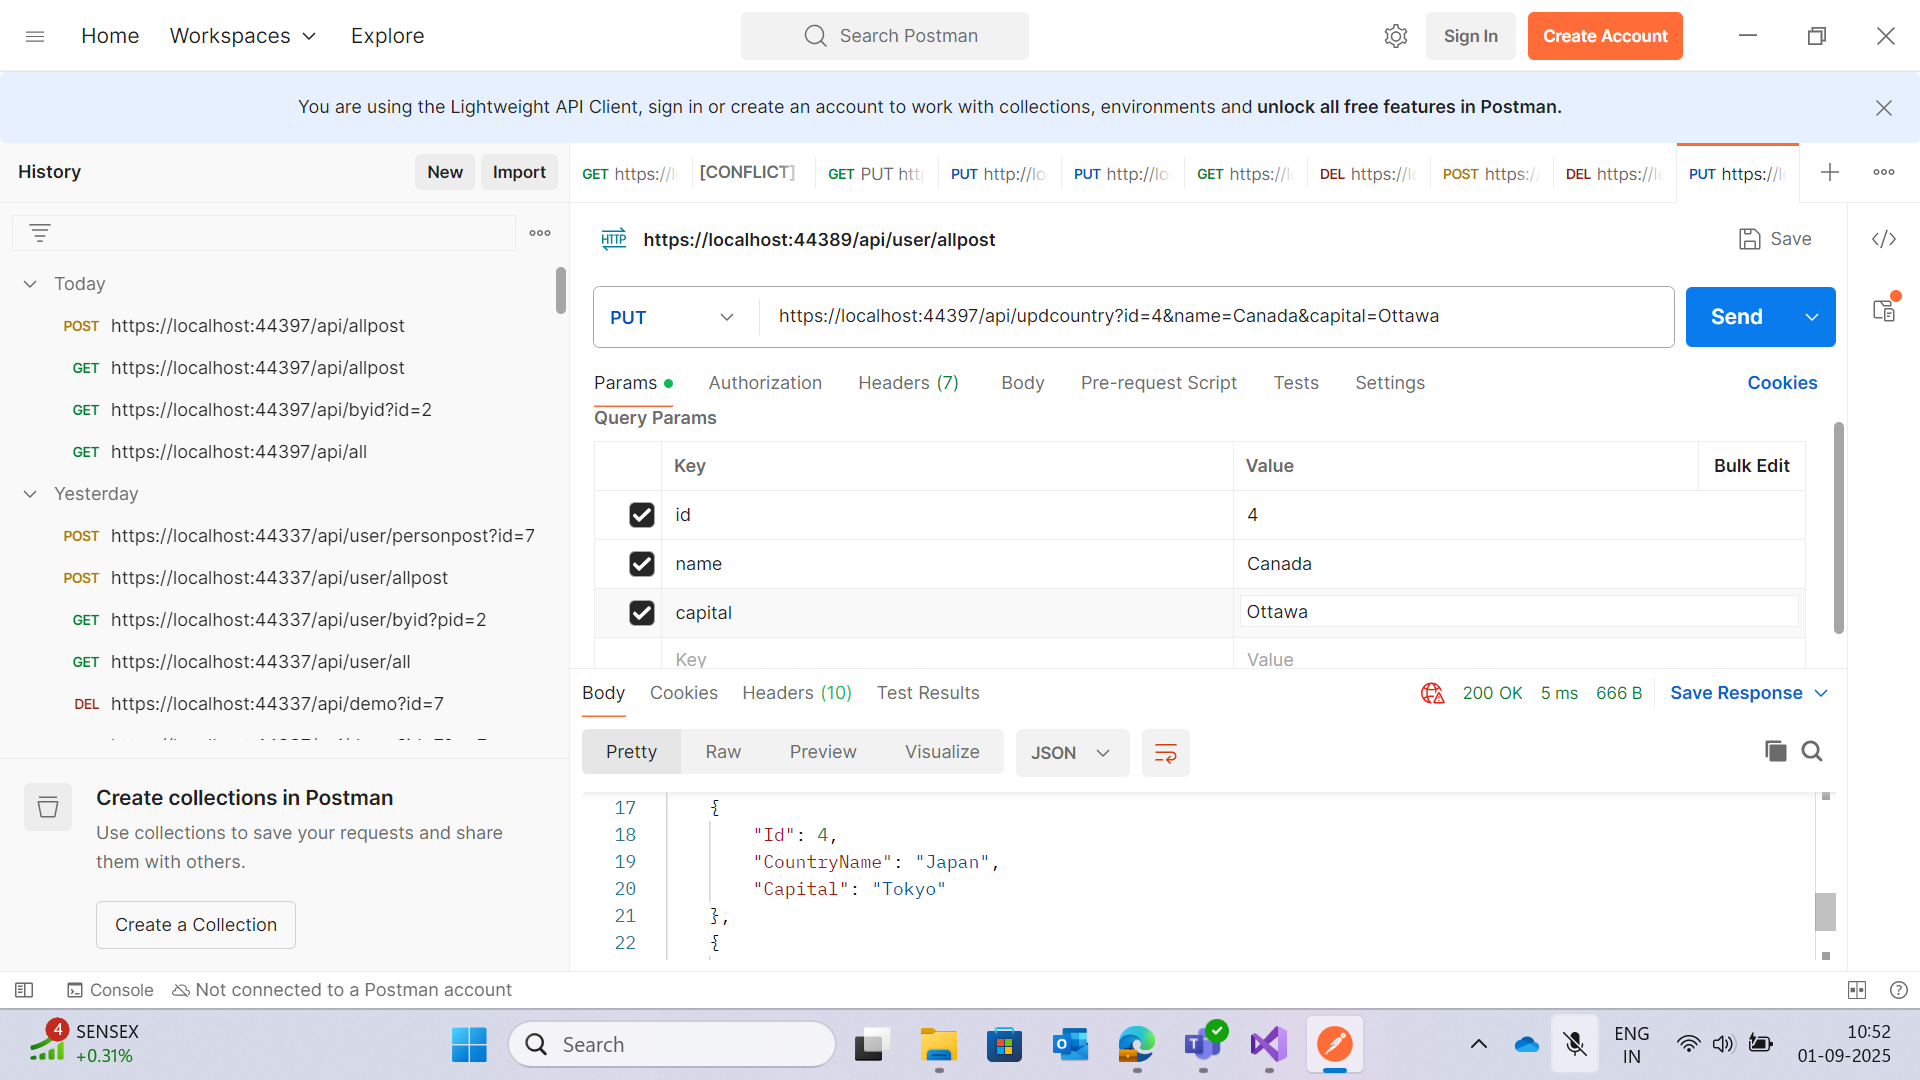 Home
Workspaces
Explore
Search Postman
Sign In
Create Account
You are using the Lightweight API Client, sign in or create an account to work with collections, environments and unlock all free features in Postman.
History
New
Import
GET https://l
[CONFLICT]
GET PUT htt
PUT http://lo
PUT http://lo
GET https://l
DEL https://l
POST https:/
DEL https://l
PUT https://l
Today
POST https://localhost:44397/api/allpost
GET https://localhost:44397/api/allpost
GET https://localhost:44397/api/byid?id=2
GET https://localhost:44397/api/all
Yesterday
POST https://localhost:44337/api/user/personpost?id=7
POST https://localhost:44337/api/user/allpost
GET https://localhost:44337/api/user/byid?pid=2
GET https://localhost:44337/api/user/all
DEL https://localhost:44337/api/demo?id=7
Create collections in Postman
Use collections to save your requests and share
them with others.
Create a Collection
HTTP https://localhost:44389/api/user/allpost
Save
PUT
https://localhost:44397/api/updcountry?id=4&name=Canada&capital=Ottawa
Send
Params
Authorization
Headers (7)
Body
Pre-request Script
Tests
Settings
Cookies
Query Params
Key Value Bulk Edit
id 4
name Canada
capital Ottawa
Key Value
Body
Cookies
Headers (10)
Test Results
200 OK 5 ms 666 B
Save Response
Pretty
Raw
Preview
Visualize
JSON
17 {
18 "Id": 4,
19 "CountryName": "Japan",
20 "Capital": "Tokyo"
21 },
22 {
Console
Not connected to a Postman account
4
SENSEX
+0.31%
Search
ENG
IN
10:52
01-09-2025